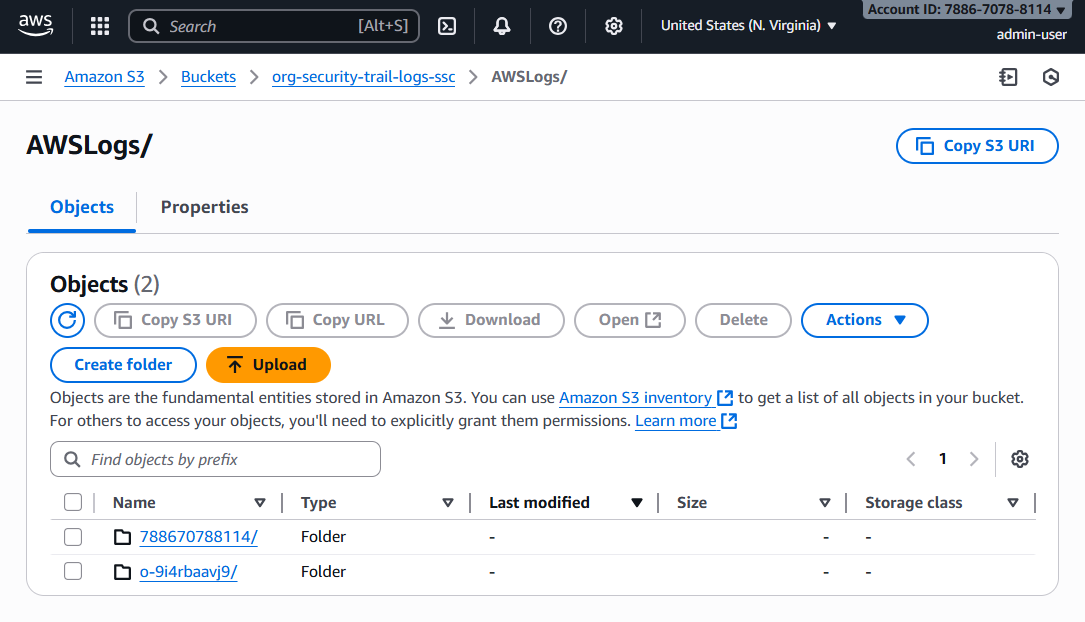 aws
Search [Alt+S]
United States (N. Virginia)
Account ID: 7886-7078-8114
admin-user
Amazon S3 > Buckets > org-security-trail-logs-ssc > AWSLogs/
AWSLogs/
Copy S3 URI
Objects Properties
Objects (2)
Copy S3 URI Copy URL Download Open Delete Actions
Create folder Upload
Objects are the fundamental entities stored in Amazon S3. You can use Amazon S3 inventory to get a list of all objects in your bucket.
For others to access your objects, you'll need to explicitly grant them permissions. Learn more
Find objects by prefix
1
Name Type Last modified Size Storage class
788670788114/ Folder - - -
o-9i4rbaavj9/ Folder - - -